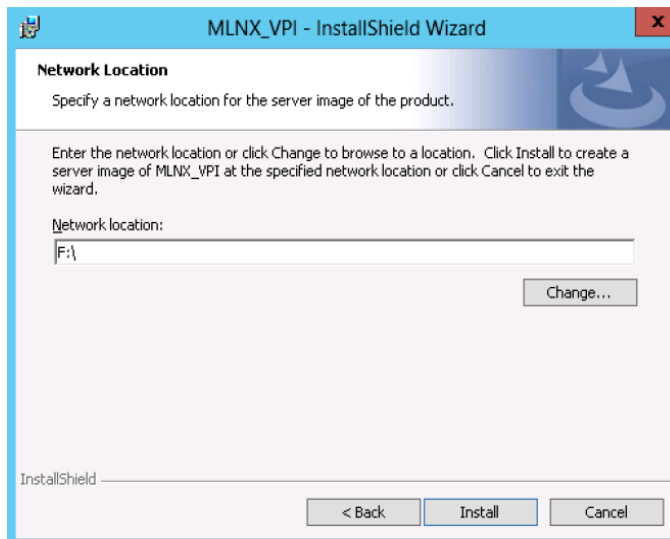 MLNX_VPI - InstallShield Wizard
x
Network Location
Specify a network location for the server image of the product.
Enter the network location or click Change to browse to a location. Click Install to create a
server image of MLNX_VPI at the specified network location or click Cancel to exit the
wizard.
Network location:
F:\
Change...
InstallShield
< Back
Install
Cancel